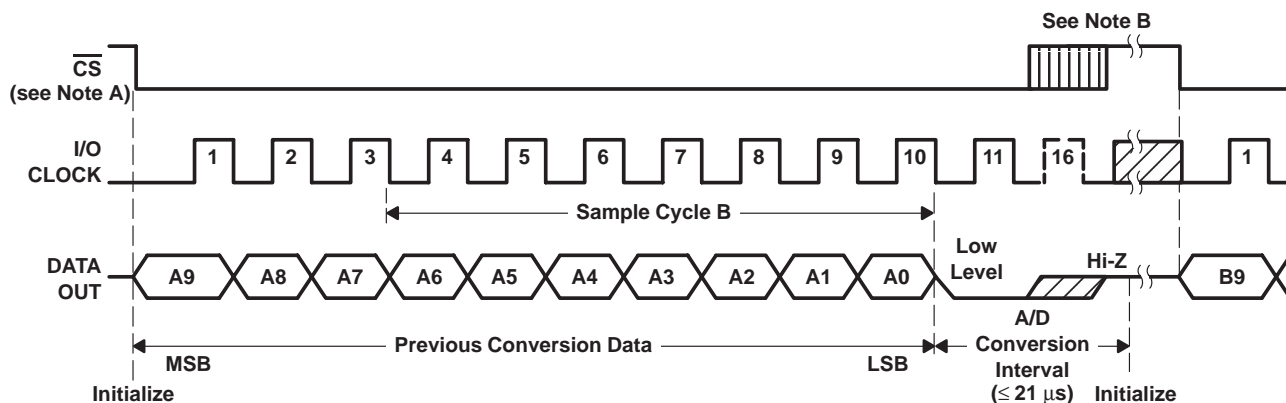 See Note B
CS
(see Note A)
I/O
CLOCK
1 2 3 4 5 6 7 8 9 10 11 16 1
Sample Cycle B
DATA
OUT
A9 A8 A7 A6 A5 A4 A3 A2 A1 A0
Low
Level
Hi-Z
B9
Previous Conversion Data
MSB
LSB
A/D
Conversion
Interval
(≤ 21 μs)
Initialize
Initialize